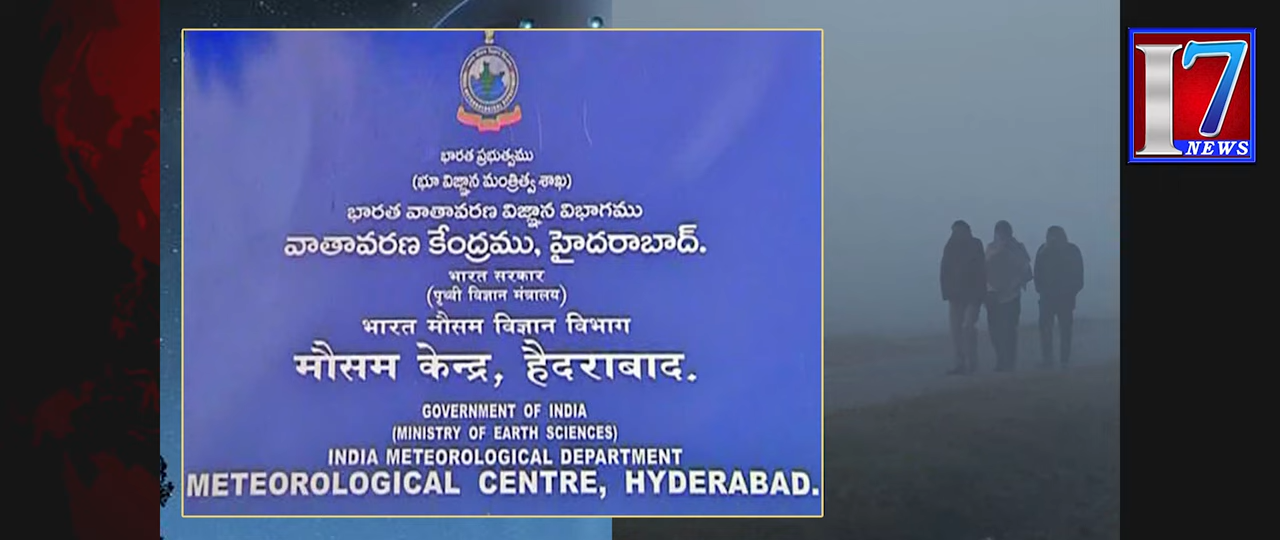 భారత ప్రభుత్వము
(భూ విజ్ఞాన మంత్రిత్వ శాఖ)
భారత వాతావరణ విజ్ఞాన విభాగము
వాతావరణ కేంద్రము, హైదరాబాద్.
भारत सरकार
(पृथ्वी विज्ञान मंत्रालय)
भारत मौसम विज्ञान विभाग
मौसम केन्द्र, हैदराबाद.
GOVERNMENT OF INDIA
(MINISTRY OF EARTH SCIENCES)
INDIA METEOROLOGICAL DEPARTMENT
METEOROLOGICAL CENTRE, HYDERABAD.
I7
NEWS